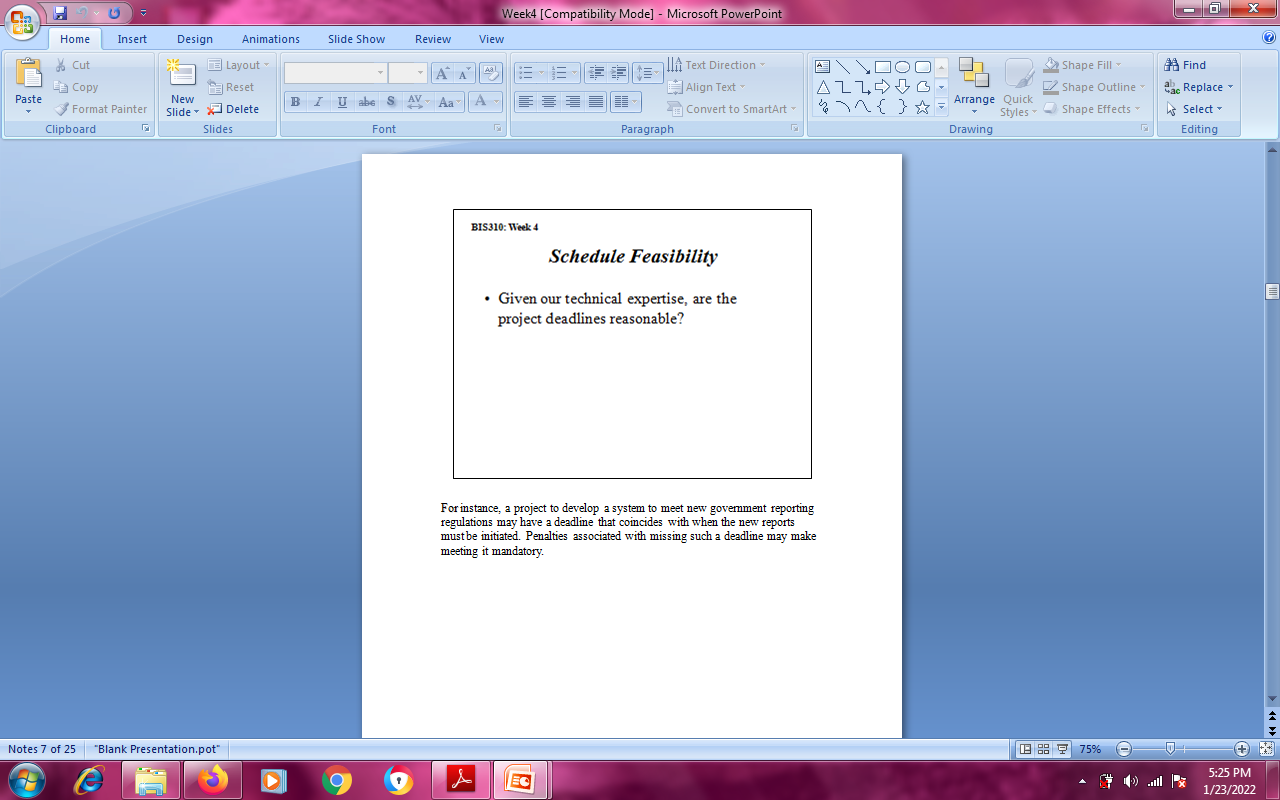 Week4 [Compatibility Mode] - Microsoft PowerPoint
Home Insert Design Animations Slide Show Review View
Paste
Cut
Copy
Format Painter
Clipboard
New
Slide
Layout
Reset
Delete
Slides
B I U abc S AV Aa A
Font
Text Direction
Align Text
Convert to SmartArt
Paragraph
Arrange
Quick
Styles
Shape Fill
Shape Outline
Shape Effects
Drawing
Find
Replace
Select
Editing
BIS310: Week 4
Schedule Feasibility
• Given our technical expertise, are the
project deadlines reasonable?
For instance, a project to develop a system to meet new government reporting
regulations may have a deadline that coincides with when the new reports
must be initiated. Penalties associated with missing such a deadline may make
meeting it mandatory.
Notes 7 of 25 "Blank Presentation.pot" 75%
5:25 PM
1/23/2022